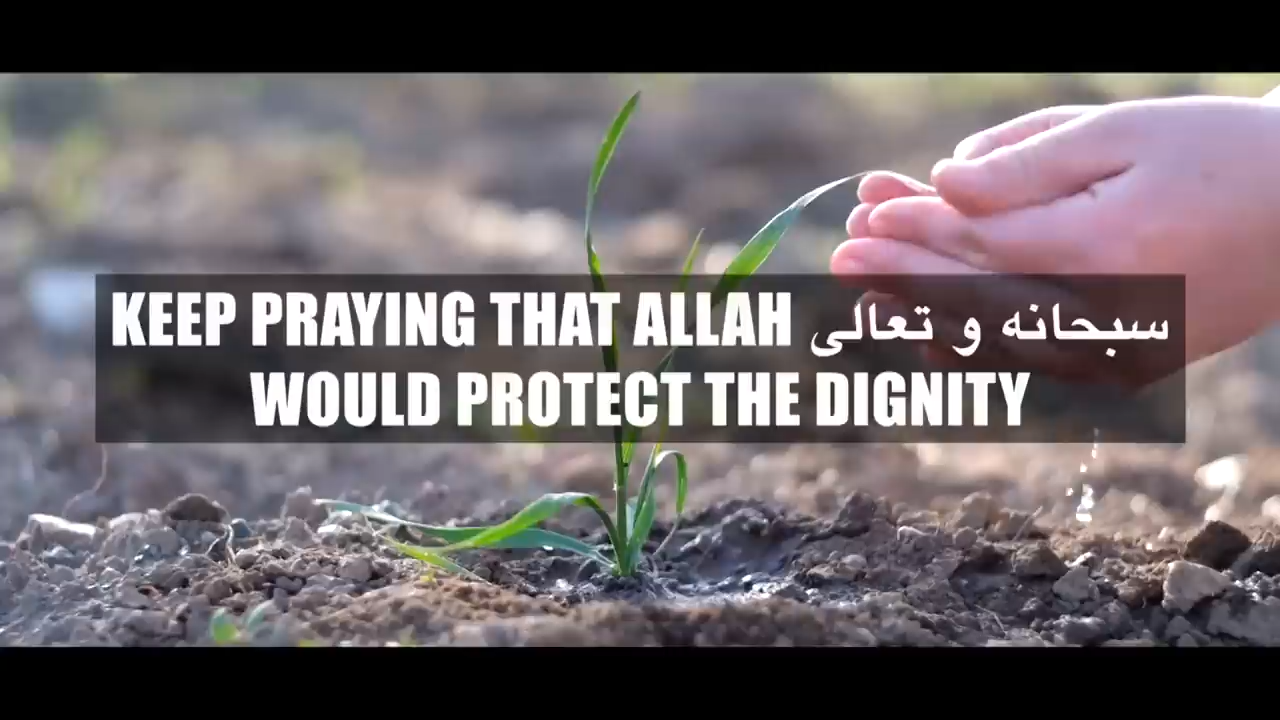 KEEP PRAYING THAT ALLAH سبحانه و تعالى
WOULD PROTECT THE DIGNITY